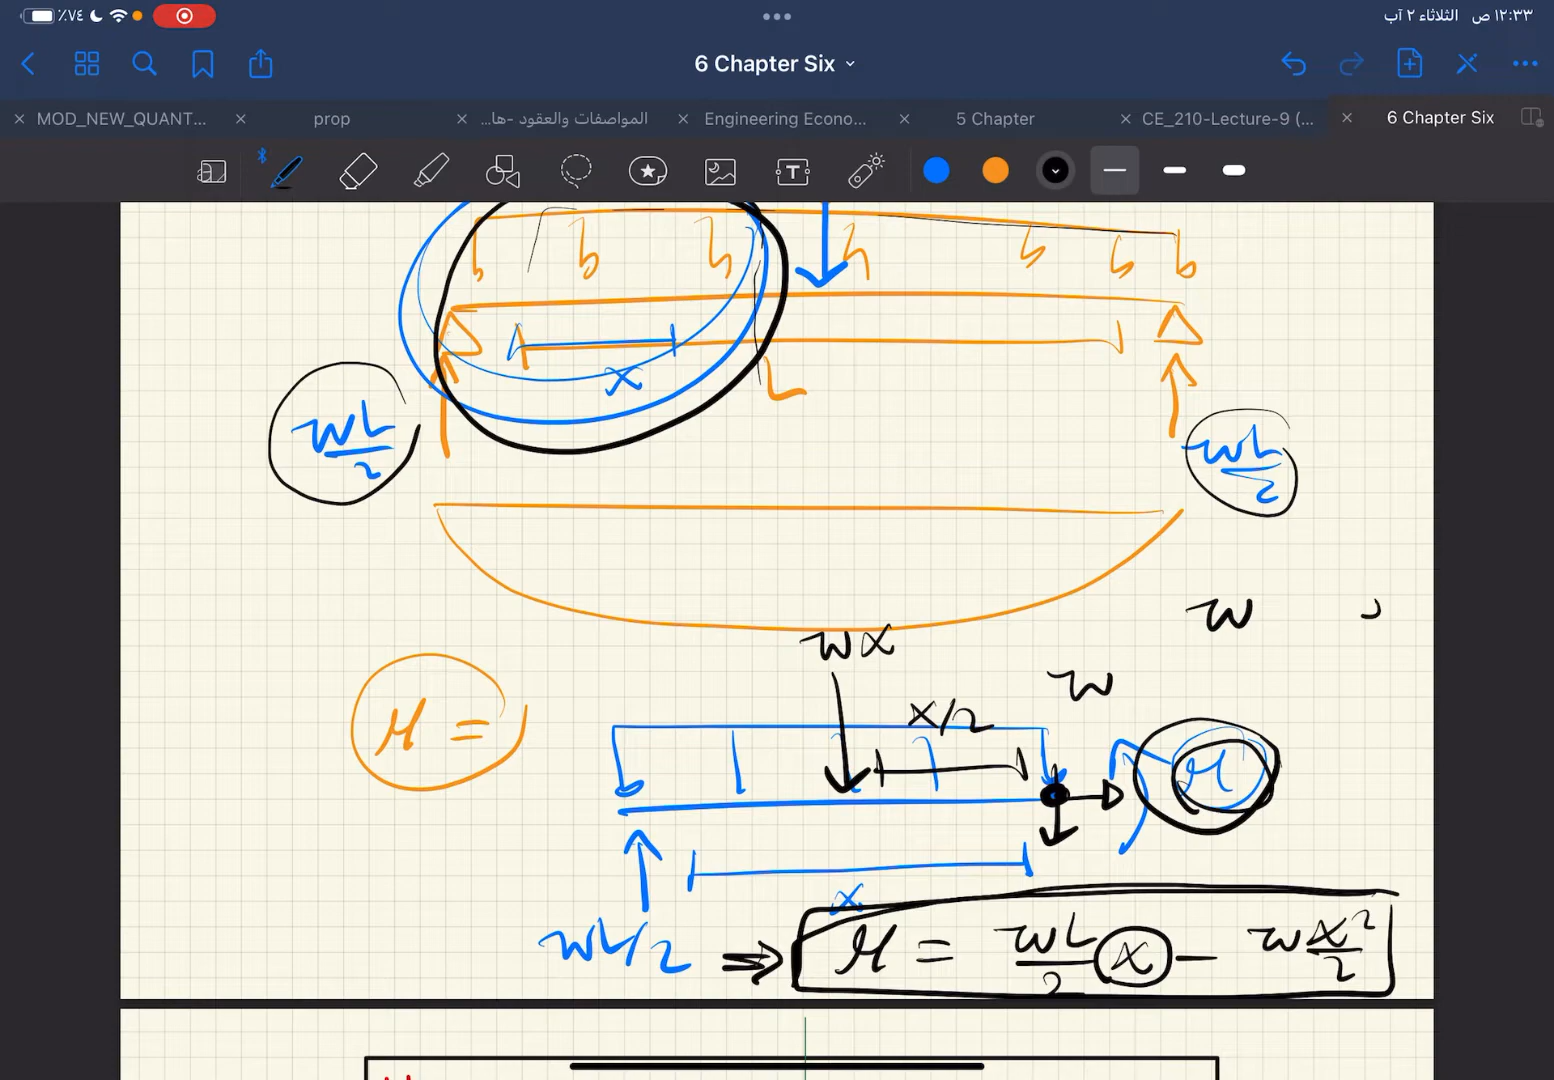 ٪٧٤ ١٢:٣٣ ص الثلاثاء ٢ آب
6 Chapter Six
MOD_NEW_QUANT... prop المواصفات والعقود -ها... Engineering Econo... 5 Chapter CE_210-Lecture-9 (... 6 Chapter Six
x L
wL/2 wL/2
wx w
w
M = x/2 M
x
wL/2 ⇒ M = wL/2 x − wx²/2